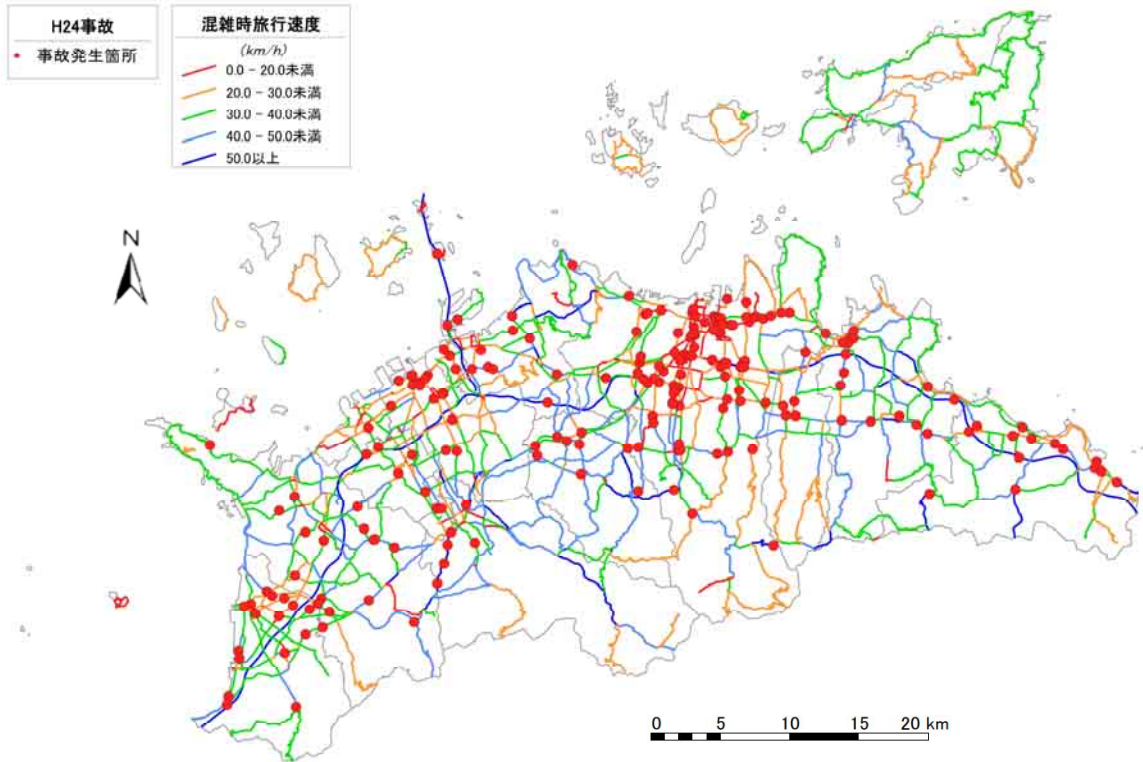 H24事故
事故発生箇所
混雑時旅行速度
(km/h)
0.0 - 20.0未満
20.0 - 30.0未満
30.0 - 40.0未満
40.0 - 50.0未満
50.0以上
N
0 5 10 15 20 km